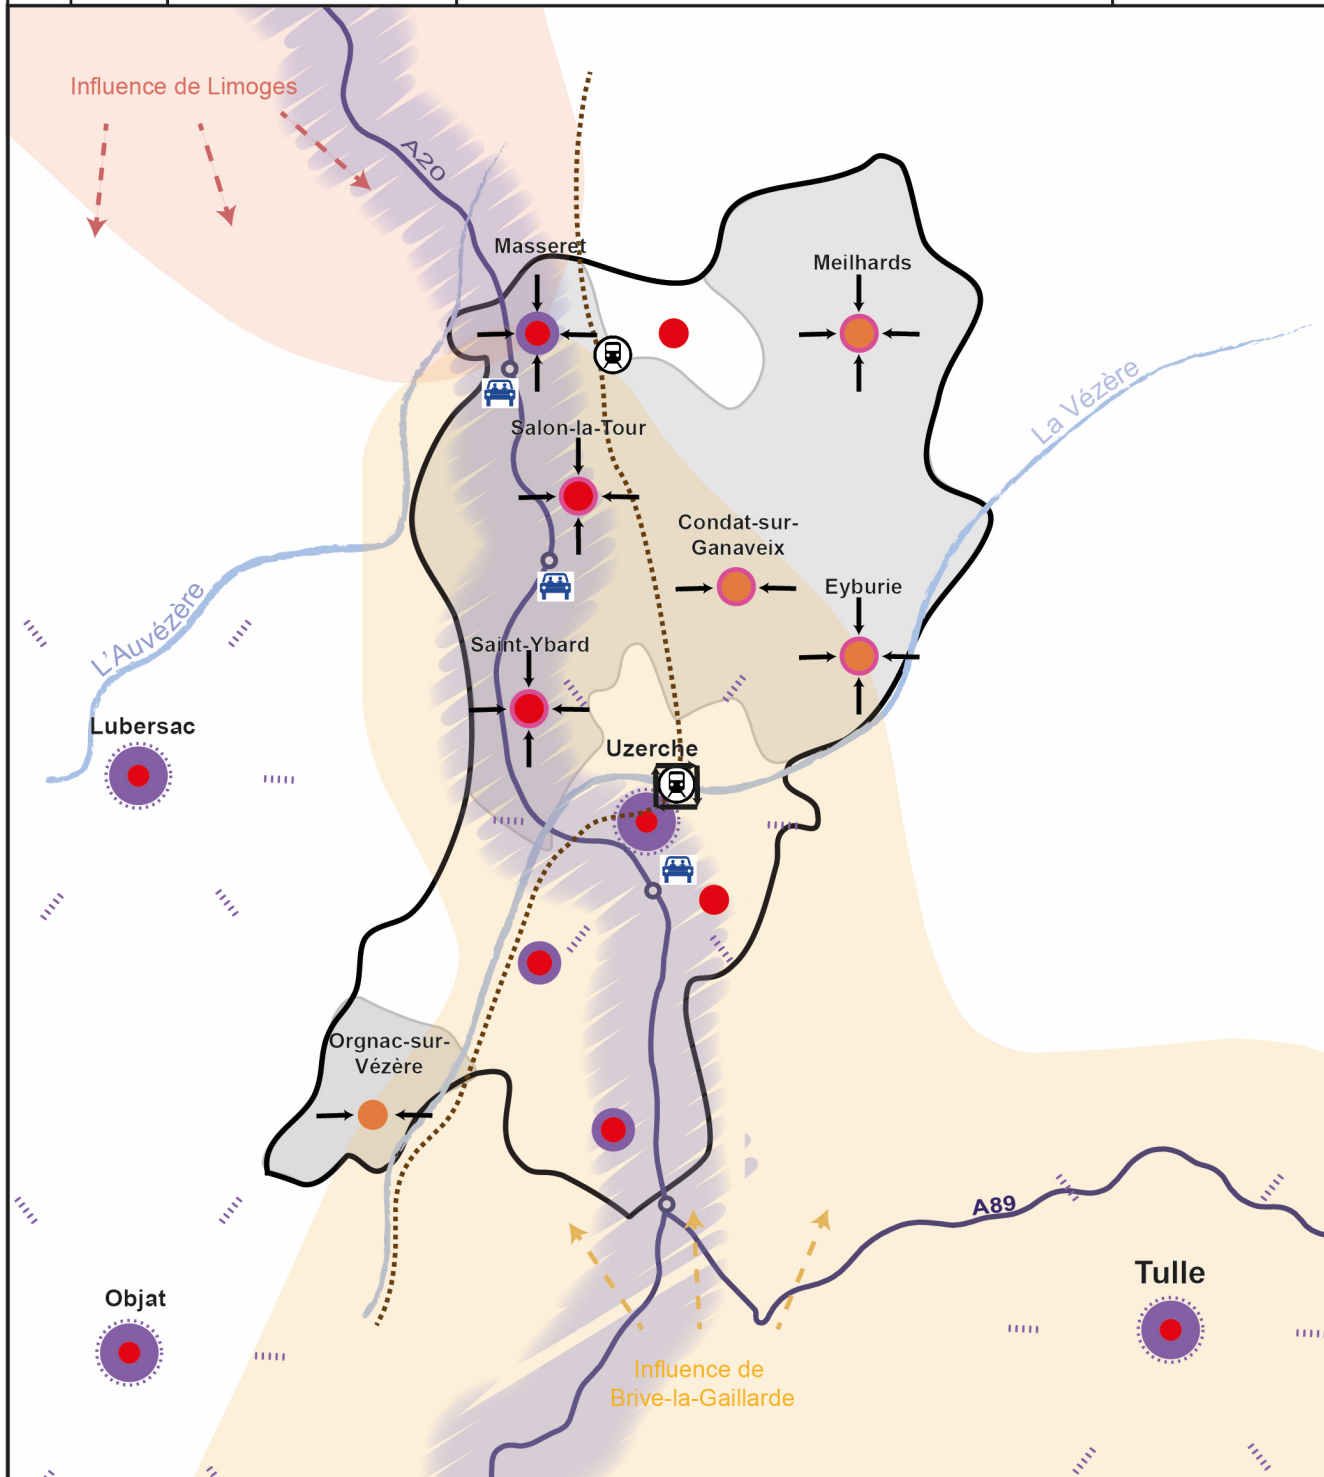 Influence de Limoges
A20
Masseret
Meilhards
La Vézère
Salon-la-Tour
Condat-sur-
Ganaveix
Eyburie
L'Auvézère
Saint-Ybard
Lubersac
Uzerche
Orgnac-sur-
Vézère
A89
Tulle
Objat
Influence de
Brive-la-Gaillarde